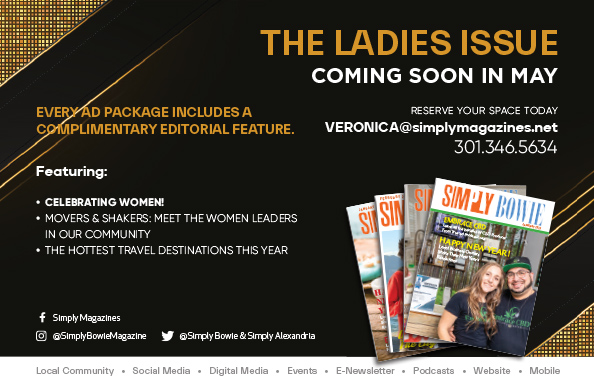 THE LADIES ISSUE
COMING SOON IN MAY
EVERY AD PACKAGE INCLUDES A
COMPLIMENTARY EDITORIAL FEATURE.
RESERVE YOUR SPACE TODAY
VERONICA@simplymagazines.net
301.346.5634
Featuring:
• CELEBRATING WOMEN!
• MOVERS & SHAKERS: MEET THE WOMEN LEADERS
IN OUR COMMUNITY
• THE HOTTEST TRAVEL DESTINATIONS THIS YEAR
SIMPLY BOWIE
EMBRACE CBD
HAPPY NEW YEAR!
Simply Magazines
@SimplyBowieMagazine
@Simply Bowie & Simply Alexandria
Local Community • Social Media • Digital Media • Events • E-Newsletter • Podcasts • Website • Mobile